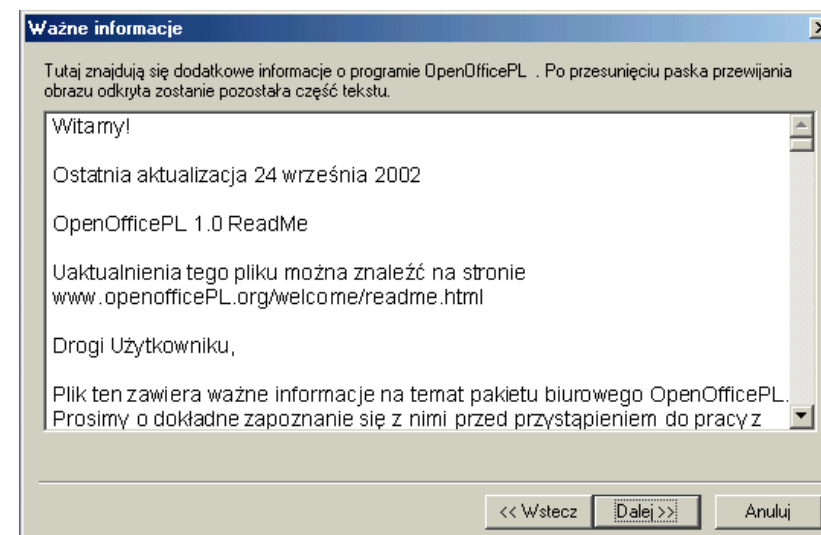 Ważne informacje
Tutaj znajdują się dodatkowe informacje o programie OpenOfficePL . Po przesunięciu paska przewijania
obrazu odkryta zostanie pozostała część tekstu.
Witamy!
Ostatnia aktualizacja 24 września 2002
OpenOfficePL 1.0 ReadMe
Uaktualnienia tego pliku można znaleźć na stronie
www.openofficePL.org/welcome/readme.html
Drogi Użytkowniku,
Plik ten zawiera ważne informacje na temat pakietu biurowego OpenOfficePL.
Prosimy o dokładne zapoznanie się z nimi przed przystąpieniem do pracy z
<< Wstecz Dalej >> Anuluj